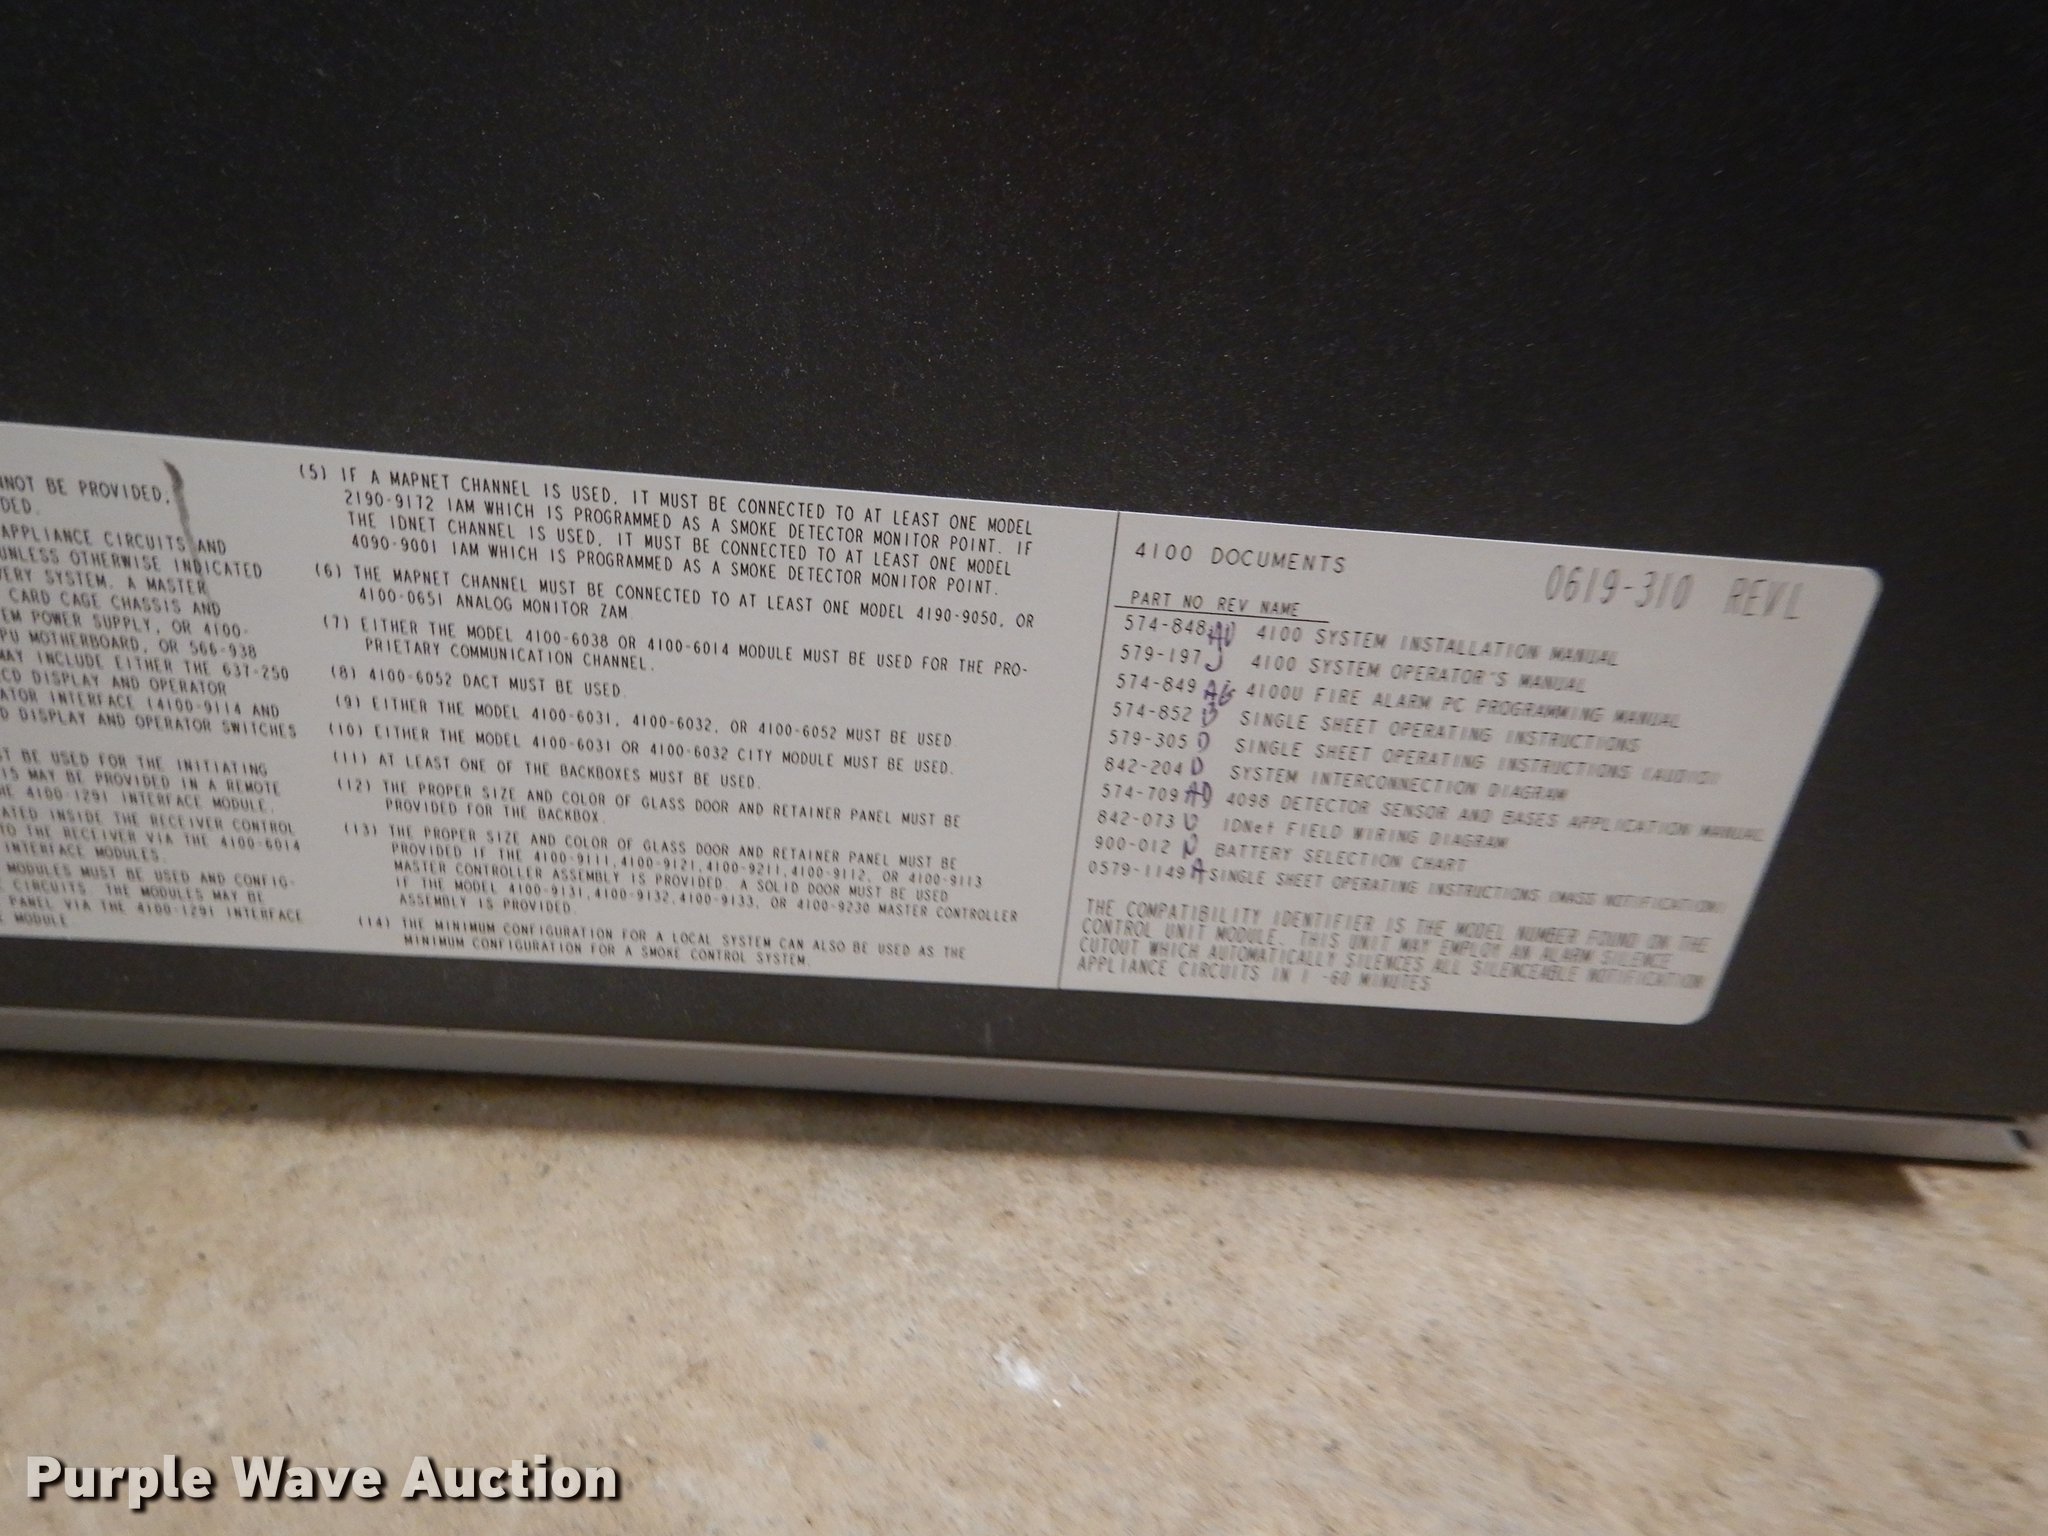 NNOT BE PROVIDED,
DED.
APPLIANCE CIRCUITS AND
UNLESS OTHERWISE INDICATED
ERY SYSTEM, A MASTER
CARD CAGE CHASSIS AND
EM POWER SUPPLY, OR 4100-
PU MOTHERBOARD, OR 566-938
MAY INCLUDE EITHER THE 637-250
CD DISPLAY AND OPERATOR
ATOR INTERFACE (4100-9114 AND
D DISPLAY AND OPERATOR SWITCHES
ST BE USED FOR THE INITIATING
IS MAY BE PROVIDED IN A REMOTE
HE 4100-1291 INTERFACE MODULE.
ATED INSIDE THE RECEIVER CONTROL
TO THE RECEIVER VIA THE 4100-6014
INTERFACE MODULES.
MODULES MUST BE USED AND CONFIG-
E CIRCUITS. THE MODULES MAY BE
PANEL VIA THE 4100-1291 INTERFACE
E MODULE
(5) IF A MAPNET CHANNEL IS USED, IT MUST BE CONNECTED TO AT LEAST ONE MODEL
2190-9172 IAM WHICH IS PROGRAMMED AS A SMOKE DETECTOR MONITOR POINT. IF
THE IDNET CHANNEL IS USED, IT MUST BE CONNECTED TO AT LEAST ONE MODEL
4090-9001 IAM WHICH IS PROGRAMMED AS A SMOKE DETECTOR MONITOR POINT.
(6) THE MAPNET CHANNEL MUST BE CONNECTED TO AT LEAST ONE MODEL 4190-9050, OR
4100-0651 ANALOG MONITOR ZAM.
(7) EITHER THE MODEL 4100-6038 OR 4100-6014 MODULE MUST BE USED FOR THE PRO-
PRIETARY COMMUNICATION CHANNEL.
(8) 4100-6052 DACT MUST BE USED.
(9) EITHER THE MODEL 4100-6031, 4100-6032, OR 4100-6052 MUST BE USED.
(10) EITHER THE MODEL 4100-6031 OR 4100-6032 CITY MODULE MUST BE USED.
(11) AT LEAST ONE OF THE BACKBOXES MUST BE USED.
(12) THE PROPER SIZE AND COLOR OF GLASS DOOR AND RETAINER PANEL MUST BE
PROVIDED FOR THE BACKBOX.
(13) THE PROPER SIZE AND COLOR OF GLASS DOOR AND RETAINER PANEL MUST BE
PROVIDED IF THE 4100-9111,4100-9121,4100-9211,4100-9112, OR 4100-9113
MASTER CONTROLLER ASSEMBLY IS PROVIDED. A SOLID DOOR MUST BE USED
IF THE MODEL 4100-9131,4100-9132,4100-9133, OR 4100-9230 MASTER CONTROLLER
ASSEMBLY IS PROVIDED.
(14) THE MINIMUM CONFIGURATION FOR A LOCAL SYSTEM CAN ALSO BE USED AS THE
MINIMUM CONFIGURATION FOR A SMOKE CONTROL SYSTEM.
4100 DOCUMENTS
0619-310 REV L
PART NO REV NAME
574-848 AD 4100 SYSTEM INSTALLATION MANUAL
579-197 J 4100 SYSTEM OPERATOR'S MANUAL
574-849 AG 4100U FIRE ALARM PC PROGRAMMING MANUAL
574-852 B SINGLE SHEET OPERATING INSTRUCTIONS
579-305 D SINGLE SHEET OPERATING INSTRUCTIONS (AUDIO)
842-204 D SYSTEM INTERCONNECTION DIAGRAM
574-709 AD 4098 DETECTOR SENSOR AND BASES APPLICATION MANUAL
842-073 IDNet FIELD WIRING DIAGRAM
900-012 BATTERY SELECTION CHART
0579-1149 A SINGLE SHEET OPERATING INSTRUCTIONS (MASS NOTIFICATION)
THE COMPATIBILITY IDENTIFIER IS THE MODEL NUMBER FOUND ON THE
CONTROL UNIT MODULE. THIS UNIT MAY EMPLOY AN ALARM SILENCE
CUTOUT WHICH AUTOMATICALLY SILENCES ALL SILENCEABLE NOTIFICATION
APPLIANCE CIRCUITS IN 1 -60 MINUTES
Purple Wave Auction